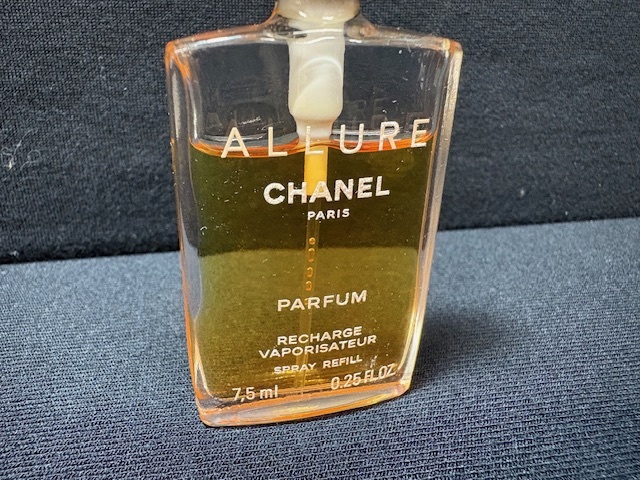 ALLURE
CHANEL
PARIS
PARFUM
RECHARGE
VAPORISATEUR
SPRAY REFILL
7,5 ml 0.25 FL OZ